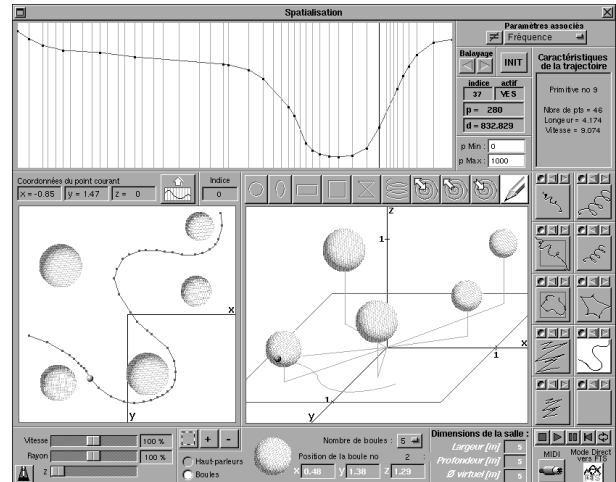 Spatialisation
Paramètres associés
Fréquence
Balayage
INIT
Caractéristiques
de la trajectoire
indice actif
37 YES
Primitive no 9
p = 280
Nbre de pts = 46
d = 832.829
Longeur = 4.174
Vitesse = 9.074
p Min : 0
p Max : 1000
Coordonnées du point courant
X = -0.85 y = 1.47 z = 0
Indice
0
z
1
x
x
1
1
y
y
Vitesse 100 %
Rayon 100 %
z
+ -
Haut-parleurs
Boules
Nombre de boules : 5
Position de la boule no 2 :
X 0.48 y 1.38 z 1.29
Dimensions de la salle :
Largeur [m] 5
Profondeur [m] 5
Ø virtuel [m] 5
MIDI
Mode Direct
vers FTS